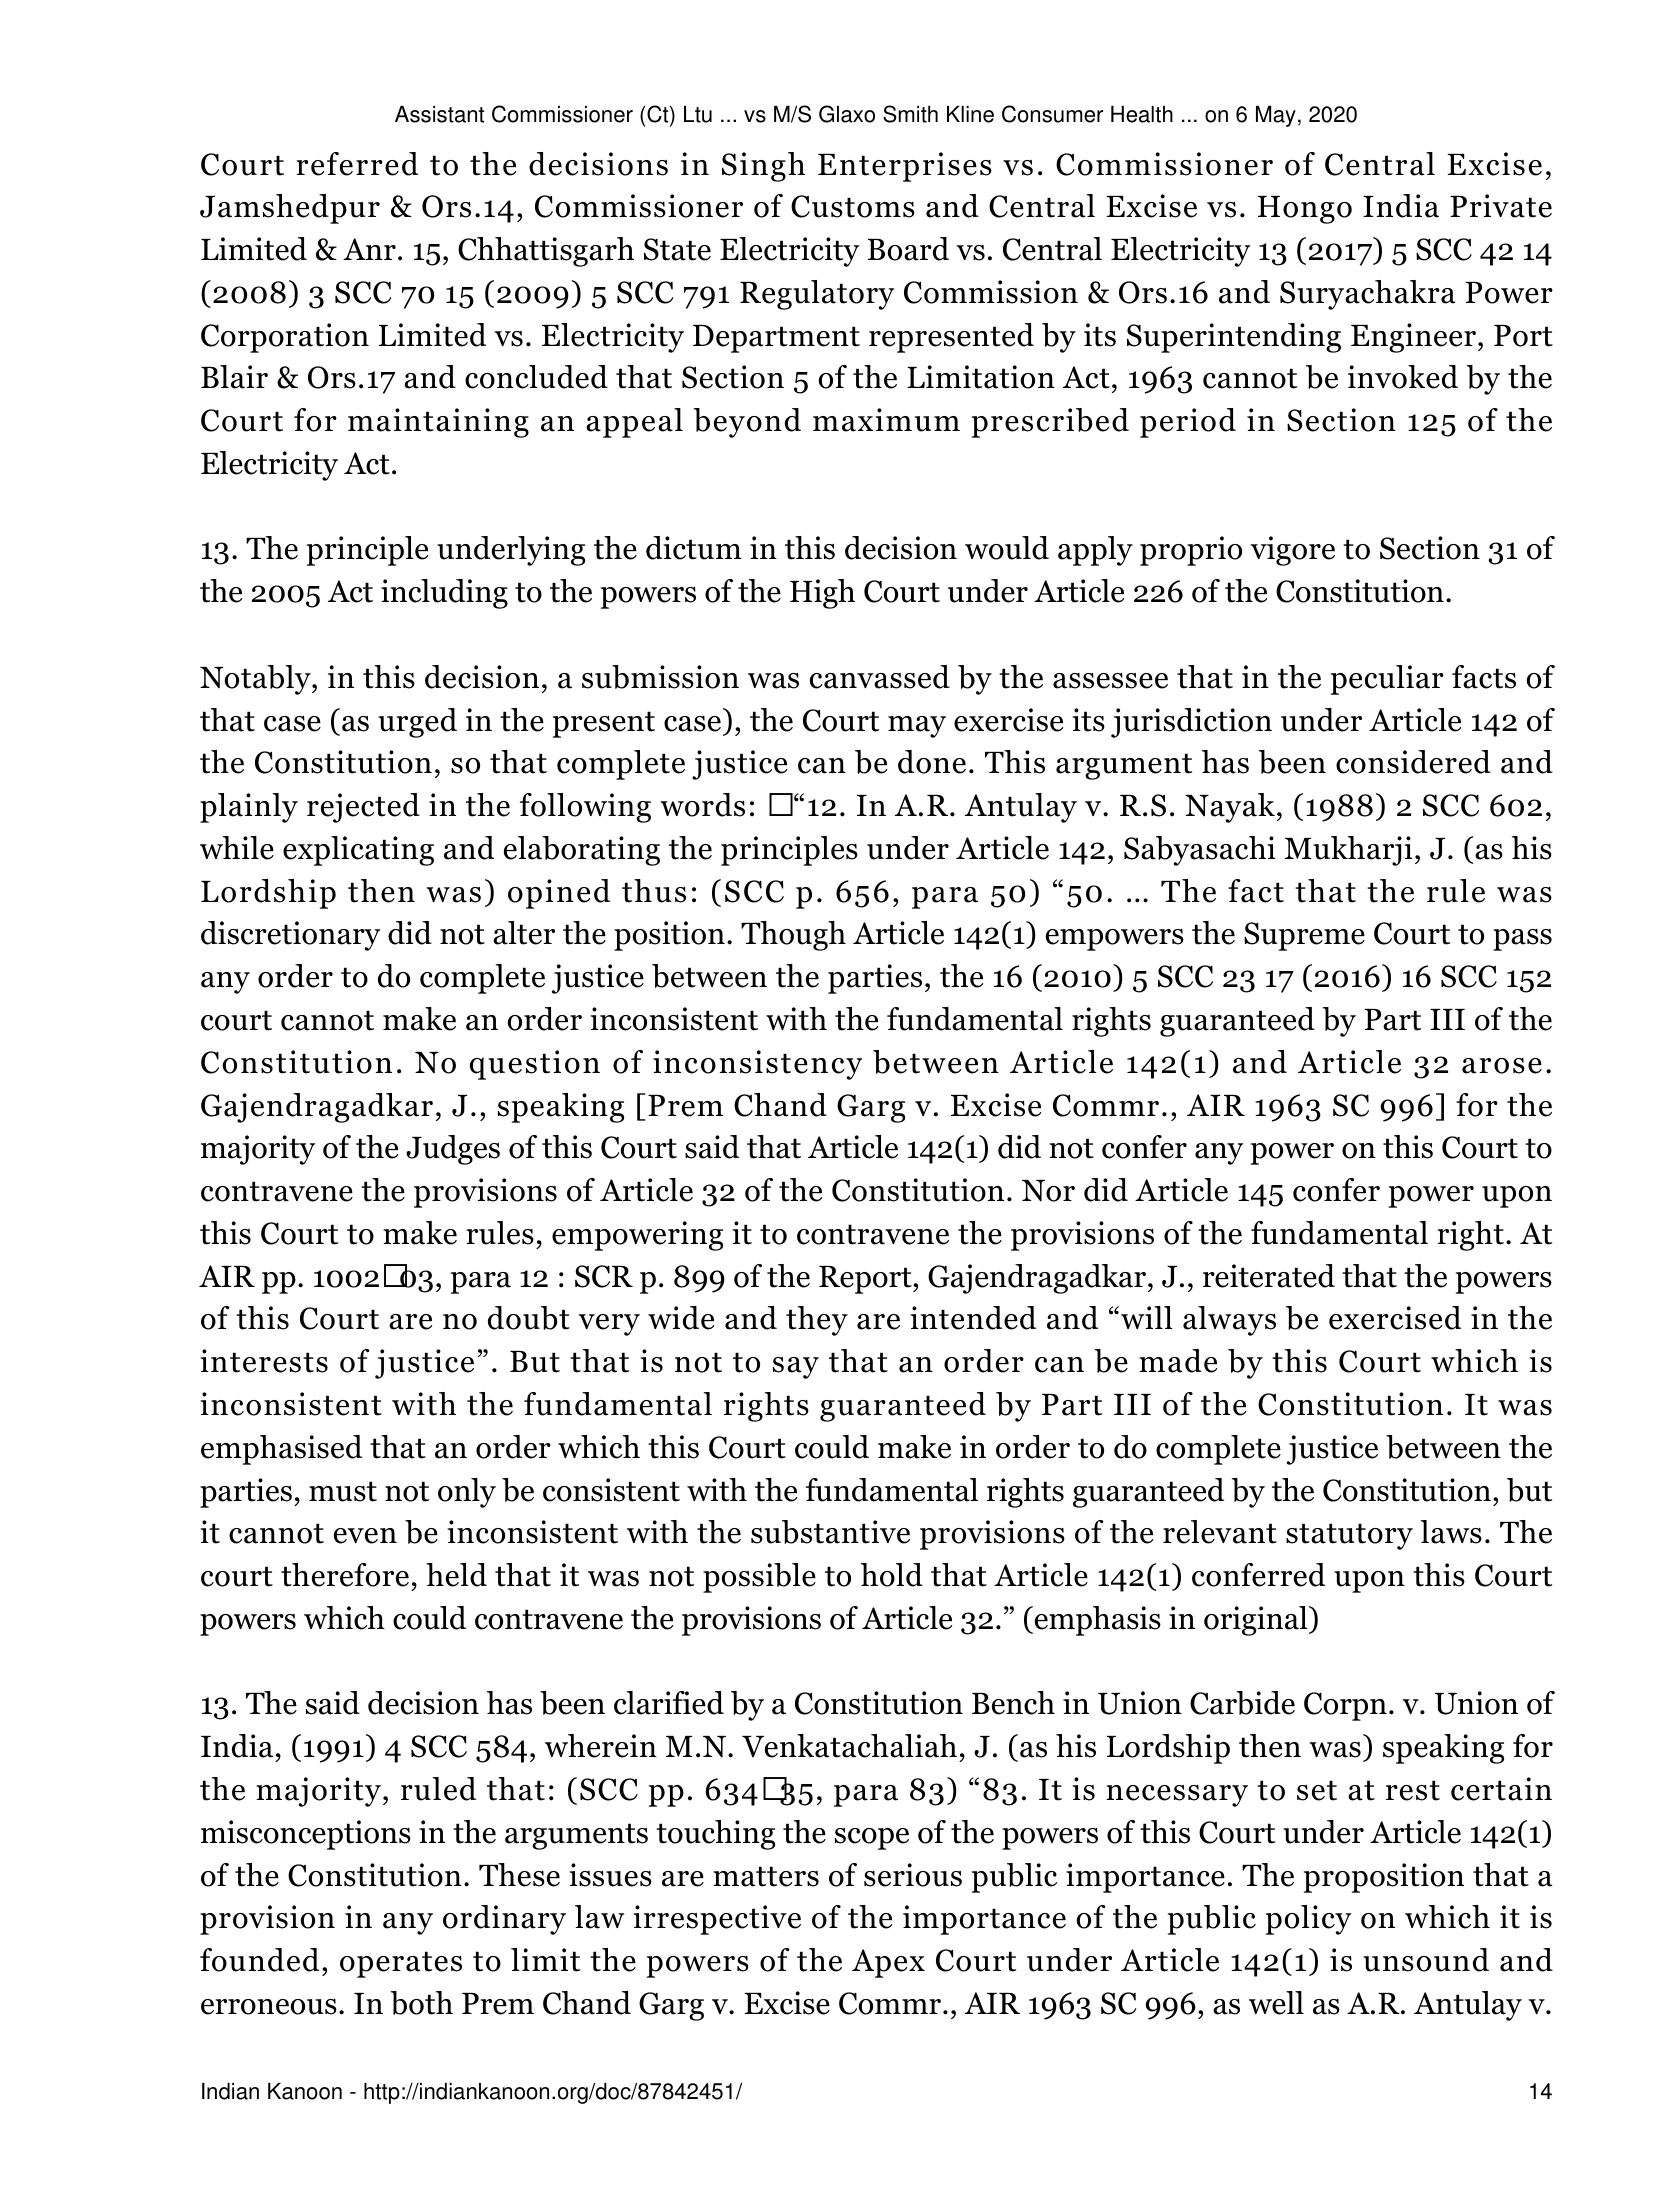 Assistant Commissioner (Ct) Ltu ... vs M/S Glaxo Smith Kline Consumer Health ... on 6 May, 2020
Court referred to the decisions in Singh Enterprises vs. Commissioner of Central Excise,
Jamshedpur & Ors.14, Commissioner of Customs and Central Excise vs. Hongo India Private
Limited & Anr. 15, Chhattisgarh State Electricity Board vs. Central Electricity 13 (2017) 5 SCC 42 14
(2008) 3 SCC 70 15 (2009) 5 SCC 791 Regulatory Commission & Ors.16 and Suryachakra Power
Corporation Limited vs. Electricity Department represented by its Superintending Engineer, Port
Blair & Ors.17 and concluded that Section 5 of the Limitation Act, 1963 cannot be invoked by the
Court for maintaining an appeal beyond maximum prescribed period in Section 125 of the
Electricity Act.
13. The principle underlying the dictum in this decision would apply proprio vigore to Section 31 of
the 2005 Act including to the powers of the High Court under Article 226 of the Constitution.
Notably, in this decision, a submission was canvassed by the assessee that in the peculiar facts of
that case (as urged in the present case), the Court may exercise its jurisdiction under Article 142 of
the Constitution, so that complete justice can be done. This argument has been considered and
plainly rejected in the following words: □“12. In A.R. Antulay v. R.S. Nayak, (1988) 2 SCC 602,
while explicating and elaborating the principles under Article 142, Sabyasachi Mukharji, J. (as his
Lordship then was) opined thus: (SCC p. 656, para 50) “50. ... The fact that the rule was
discretionary did not alter the position. Though Article 142(1) empowers the Supreme Court to pass
any order to do complete justice between the parties, the 16 (2010) 5 SCC 23 17 (2016) 16 SCC 152
court cannot make an order inconsistent with the fundamental rights guaranteed by Part III of the
Constitution. No question of inconsistency between Article 142(1) and Article 32 arose.
Gajendragadkar, J., speaking [Prem Chand Garg v. Excise Commr., AIR 1963 SC 996] for the
majority of the Judges of this Court said that Article 142(1) did not confer any power on this Court to
contravene the provisions of Article 32 of the Constitution. Nor did Article 145 confer power upon
this Court to make rules, empowering it to contravene the provisions of the fundamental right. At
AIR pp. 1002□03, para 12 : SCR p. 899 of the Report, Gajendragadkar, J., reiterated that the powers
of this Court are no doubt very wide and they are intended and “will always be exercised in the
interests of justice”. But that is not to say that an order can be made by this Court which is
inconsistent with the fundamental rights guaranteed by Part III of the Constitution. It was
emphasised that an order which this Court could make in order to do complete justice between the
parties, must not only be consistent with the fundamental rights guaranteed by the Constitution, but
it cannot even be inconsistent with the substantive provisions of the relevant statutory laws. The
court therefore, held that it was not possible to hold that Article 142(1) conferred upon this Court
powers which could contravene the provisions of Article 32.” (emphasis in original)
13. The said decision has been clarified by a Constitution Bench in Union Carbide Corpn. v. Union of
India, (1991) 4 SCC 584, wherein M.N. Venkatachaliah, J. (as his Lordship then was) speaking for
the majority, ruled that: (SCC pp. 634□35, para 83) “83. It is necessary to set at rest certain
misconceptions in the arguments touching the scope of the powers of this Court under Article 142(1)
of the Constitution. These issues are matters of serious public importance. The proposition that a
provision in any ordinary law irrespective of the importance of the public policy on which it is
founded, operates to limit the powers of the Apex Court under Article 142(1) is unsound and
erroneous. In both Prem Chand Garg v. Excise Commr., AIR 1963 SC 996, as well as A.R. Antulay v.
Indian Kanoon - http://indiankanoon.org/doc/87842451/ 14